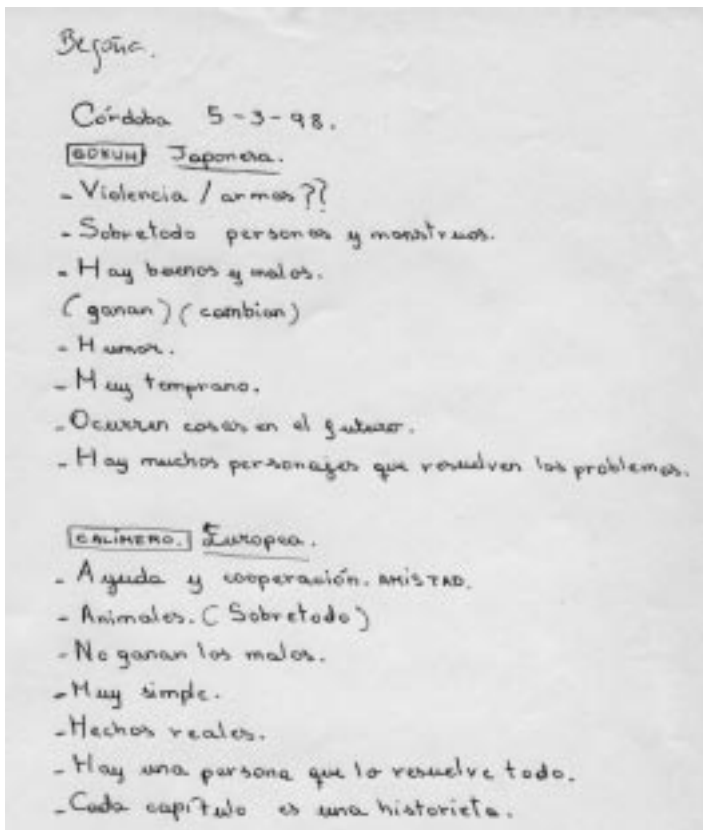 Begoña.
Córdoba 5-3-98.
GOKUH Japonesa.
- Violencia / armas??
- Sobretodo personas y monstruos.
- Hay buenos y malos.
(ganan) (cambian)
- Humor.
- Muy temprano.
- Ocurren cosas en el futuro.
- Hay muchos personajes que resuelven los problemas.
CALIMERO. Europea.
- Ayuda y cooperación. AMISTAD.
- Animales. (Sobretodo)
- No ganan los malos.
- Muy simple.
- Hechos reales.
- Hay una persona que lo resuelve todo.
- Cada capítulo es una historieta.